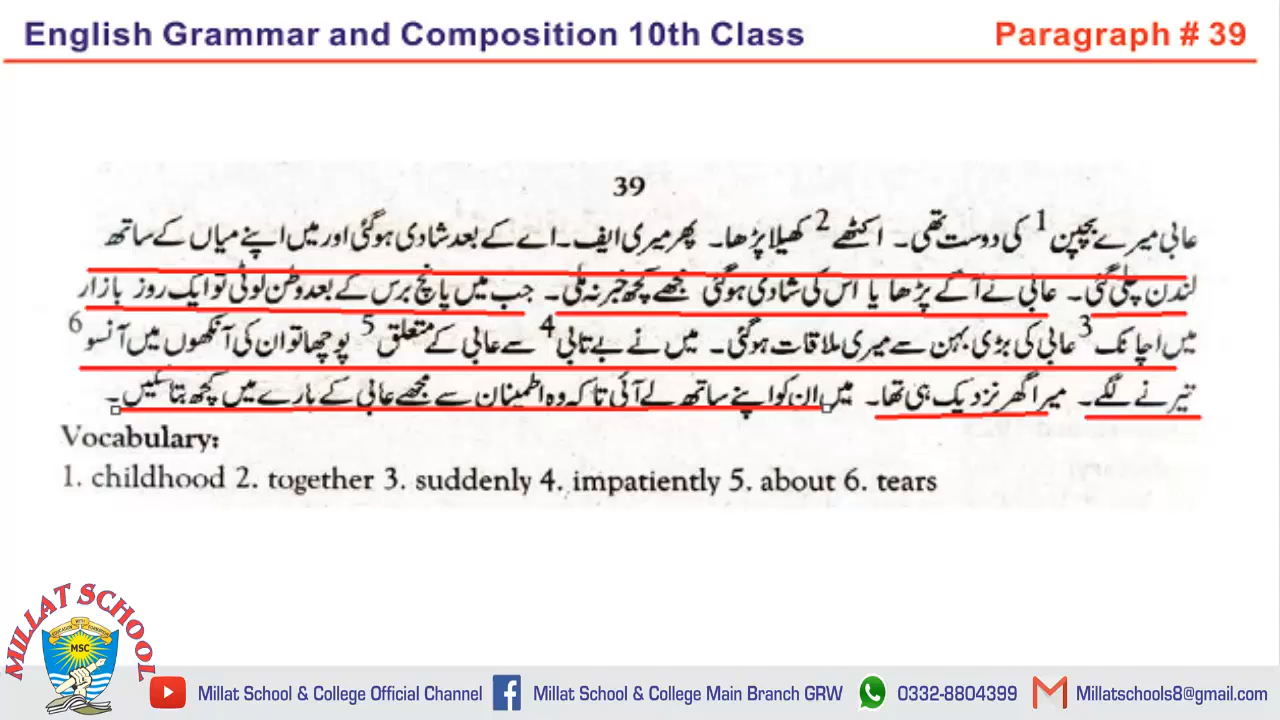 English Grammar and Composition 10th Class
Paragraph # 39
39
عابی میرے بچپن 1 کی دوست تھی۔ اکٹھے 2 کھیلا پڑھا۔ پھر میری ایف۔ اے کے بعد شادی ہو گئی اور میں اپنے میاں کے ساتھ
لندن چلی گئی۔ عابی نے آگے پڑھا یا اس کی شادی ہو گئی مجھے کچھ خبر نہ ملی۔ جب میں پانچ برس کے بعد وطن لوٹی تو ایک روز بازار
میں اچانک 3 عابی کی بڑی بہن سے میری ملاقات ہو گئی۔ میں نے بے تابی 4 سے عابی کے متعلق 5 پوچھا تو ان کی آنکھوں میں آنسو 6
تیرنے لگے۔ میرا گھر نزدیک ہی تھا۔ میں ان کو اپنے ساتھ لے آئی تاکہ وہ اطمینان سے مجھے عابی کے بارے میں کچھ بتا سکیں۔
Vocabulary:
1. childhood 2. together 3. suddenly 4. impatiently 5. about 6. tears
MILLAT SCHOOL
MSC
Millat School & College Official Channel
Millat School & College Main Branch GRW
0332-8804399
Millatschools8@gmail.com